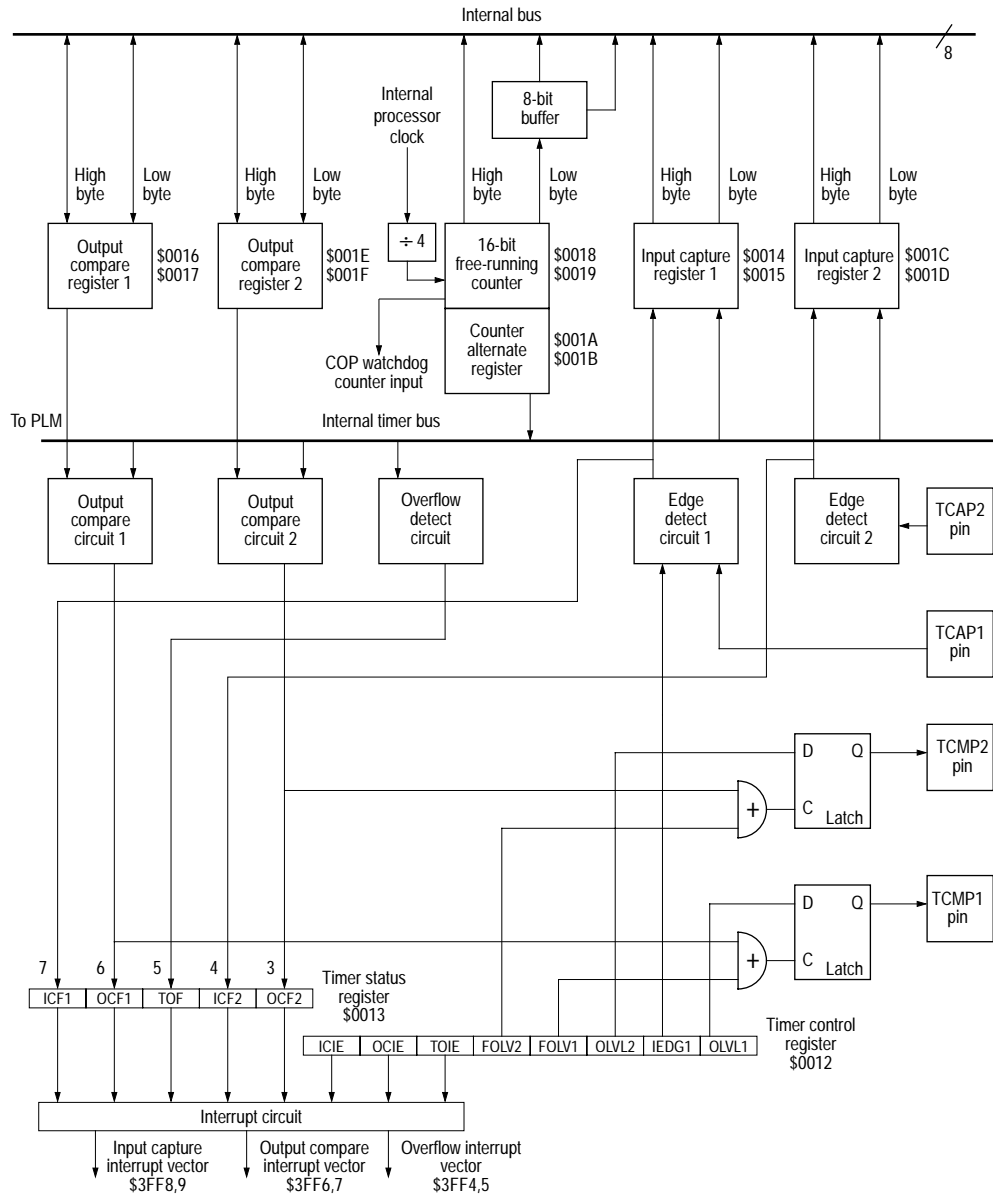 Internal bus
8
Internal
processor
clock
8-bit
buffer
High
byte
Low
byte
High
byte
Low
byte
High
byte
Low
byte
High
byte
Low
byte
High
byte
Low
byte
Output
compare
register 1
$0016
$0017
Output
compare
register 2
$001E
$001F
÷ 4
16-bit
free-running
counter
$0018
$0019
Input capture
register 1
$0014
$0015
Input capture
register 2
$001C
$001D
COP watchdog
counter input
Counter
alternate
register
$001A
$001B
To PLM
Internal timer bus
Output
compare
circuit 1
Output
compare
circuit 2
Overflow
detect
circuit
Edge
detect
circuit 1
Edge
detect
circuit 2
TCAP2
pin
TCAP1
pin
D Q
C
Latch
+
TCMP2
pin
D Q
C
Latch
+
TCMP1
pin
7 6 5 4 3
ICF1 OCF1 TOF ICF2 OCF2
Timer status
register
$0013
ICIE OCIE TOIE FOLV2 FOLV1 OLVL2 IEDG1 OLVL1
Timer control
register
$0012
Interrupt circuit
Input capture
interrupt vector
$3FF8,9
Output compare
interrupt vector
$3FF6,7
Overflow interrupt
vector
$3FF4,5